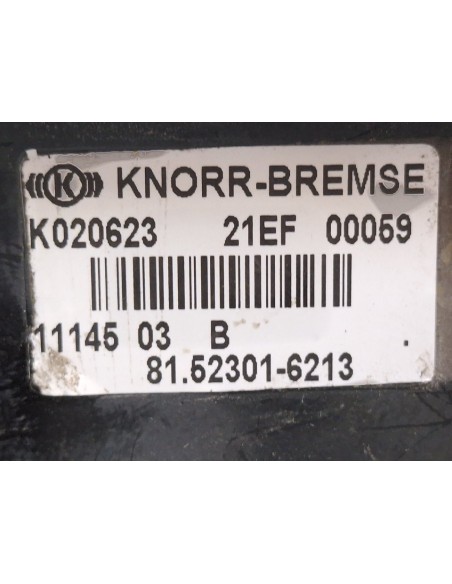 K KNORR-BREMSE
K020623 21EF 00059
11145 03 B .
81.52301-6213